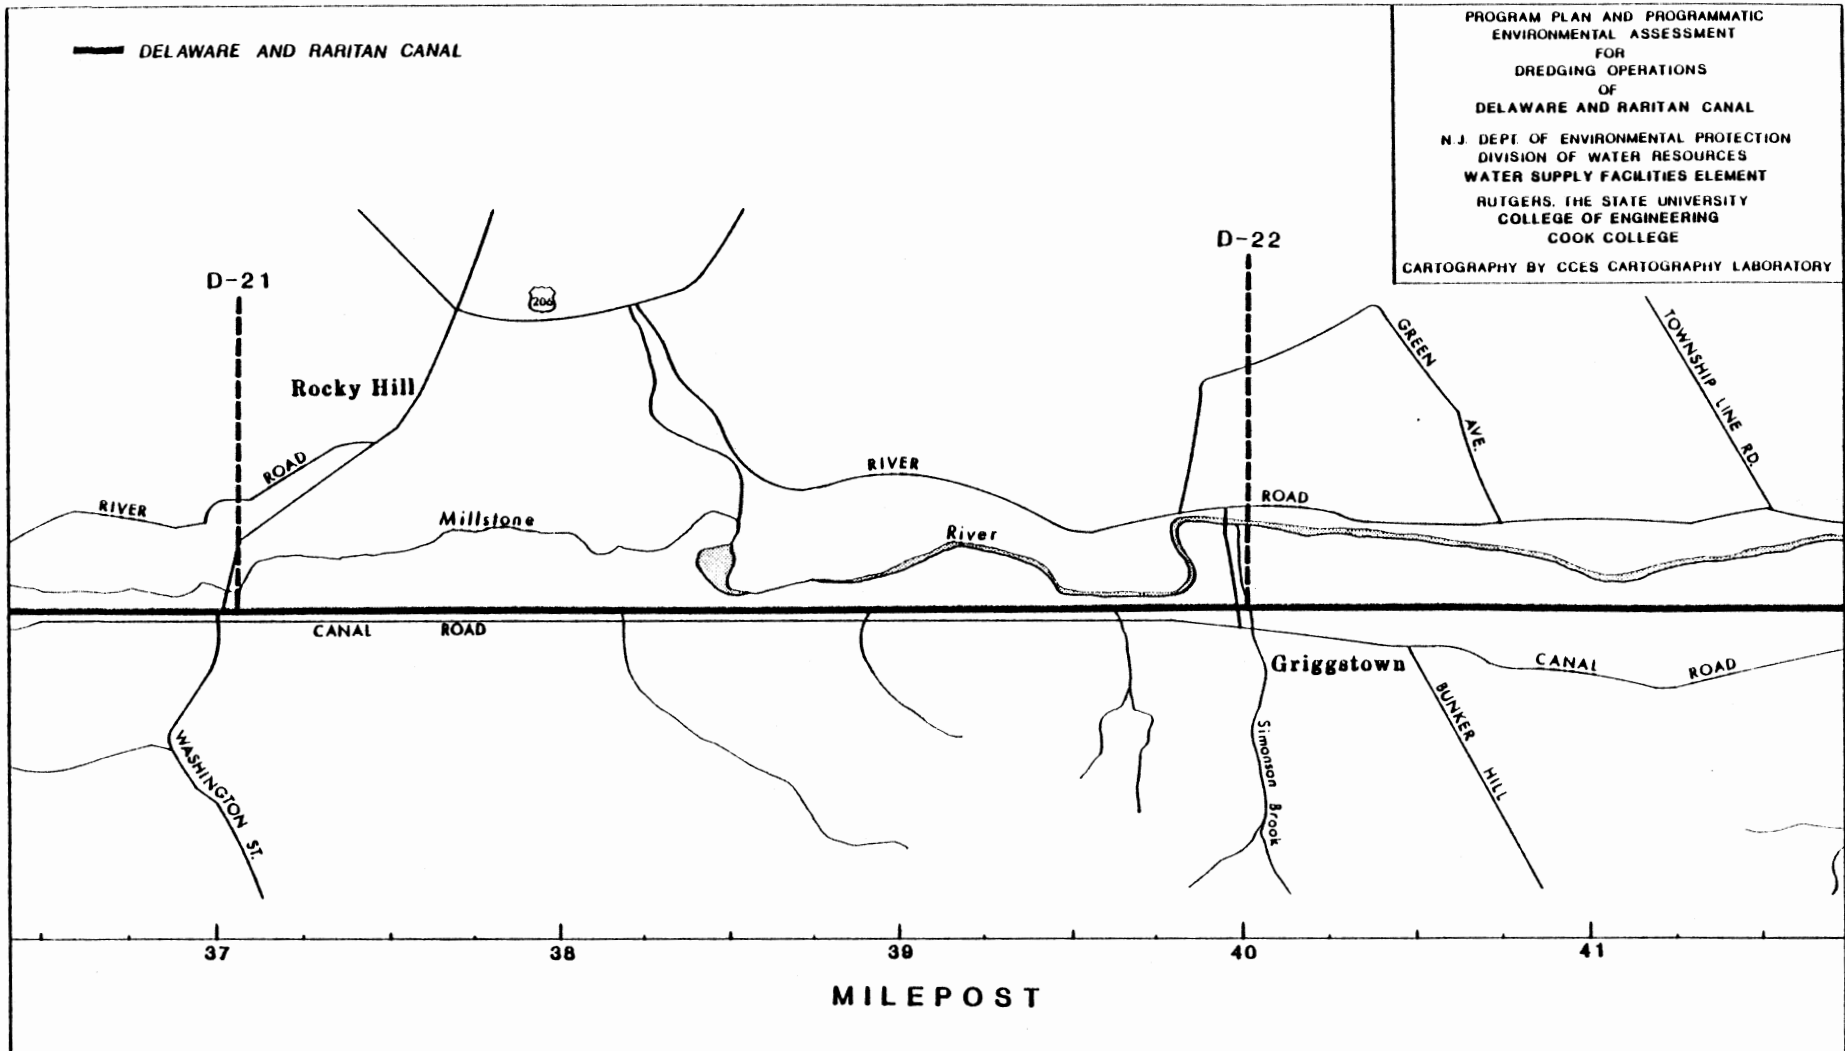 DELAWARE AND RARITAN CANAL
PROGRAM PLAN AND PROGRAMMATIC
ENVIRONMENTAL ASSESSMENT
FOR
DREDGING OPERATIONS
OF
DELAWARE AND RARITAN CANAL
N.J. DEPT. OF ENVIRONMENTAL PROTECTION
DIVISION OF WATER RESOURCES
WATER SUPPLY FACILITIES ELEMENT
RUTGERS, THE STATE UNIVERSITY
COLLEGE OF ENGINEERING
COOK COLLEGE
CARTOGRAPHY BY CCES CARTOGRAPHY LABORATORY
D-21
D-22
206
Rocky Hill
GREEN AVE.
TOWNSHIP LINE RD.
RIVER ROAD
RIVER ROAD
Millstone River
CANAL ROAD
Griggstown
CANAL ROAD
WASHINGTON ST.
Simonson Brook
BUNKER HILL
37 38 39 40 41
MILEPOST